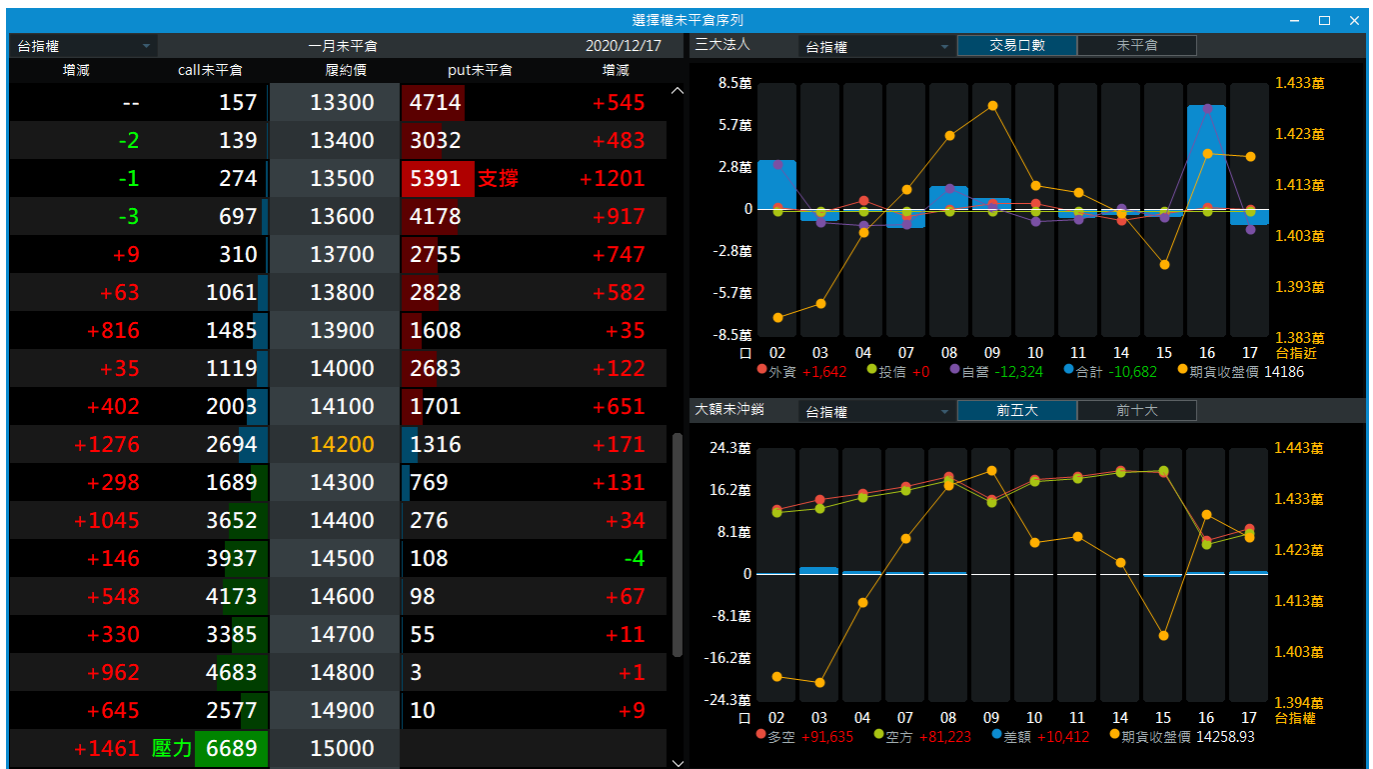 選擇權未平倉序列
台指權 一月未平倉 2020/12/17
增減 call未平倉 履約價 put未平倉 增減
-- 157 13300 4714 +545
-2 139 13400 3032 +483
-1 274 13500 5391 支撐 +1201
-3 697 13600 4178 +917
+9 310 13700 2755 +747
+63 1061 13800 2828 +582
+816 1485 13900 1608 +35
+35 1119 14000 2683 +122
+402 2003 14100 1701 +651
+1276 2694 14200 1316 +171
+298 1689 14300 769 +131
+1045 3652 14400 276 +34
+146 3937 14500 108 -4
+548 4173 14600 98 +67
+330 3385 14700 55 +11
+962 4683 14800 3 +1
+645 2577 14900 10 +9
+1461 壓力 6689 15000
三大法人 台指權 交易口數 未平倉
8.5萬 1.433萬
5.7萬 1.423萬
2.8萬 1.413萬
0 1.403萬
-2.8萬 1.393萬
-5.7萬
-8.5萬 1.383萬
口 02 03 04 07 08 09 10 11 14 15 16 17 台指近
外資 +1,642 投信 +0 自營 -12,324 合計 -10,682 期貨收盤價 14186
大額未沖銷 台指權 前五大 前十大
24.3萬 1.443萬
16.2萬 1.433萬
8.1萬 1.423萬
0 1.413萬
-8.1萬 1.403萬
-16.2萬
-24.3萬 1.394萬
口 02 03 04 07 08 09 10 11 14 15 16 17 台指權
多空 +91,635 空方 +81,223 差額 +10,412 期貨收盤價 14258.93